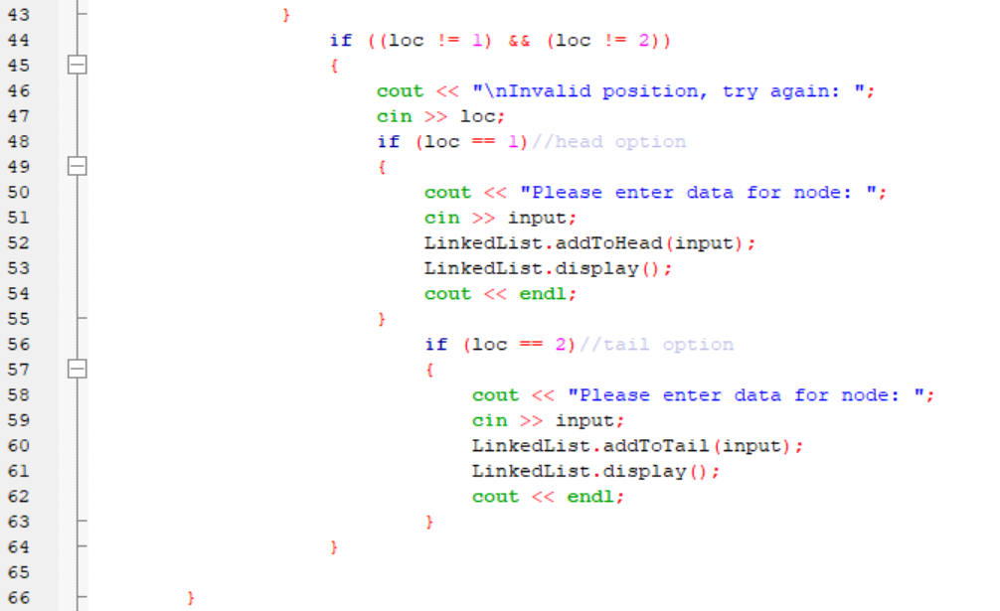 43 }
44 if ((loc != 1) && (loc != 2))
45 {
46 cout << "\nInvalid position, try again: ";
47 cin >> loc;
48 if (loc == 1)//head option
49 {
50 cout << "Please enter data for node: ";
51 cin >> input;
52 LinkedList.addToHead(input);
53 LinkedList.display();
54 cout << endl;
55 }
56 if (loc == 2)//tail option
57 {
58 cout << "Please enter data for node: ";
59 cin >> input;
60 LinkedList.addToTail(input);
61 LinkedList.display();
62 cout << endl;
63 }
64 }
65
66 }